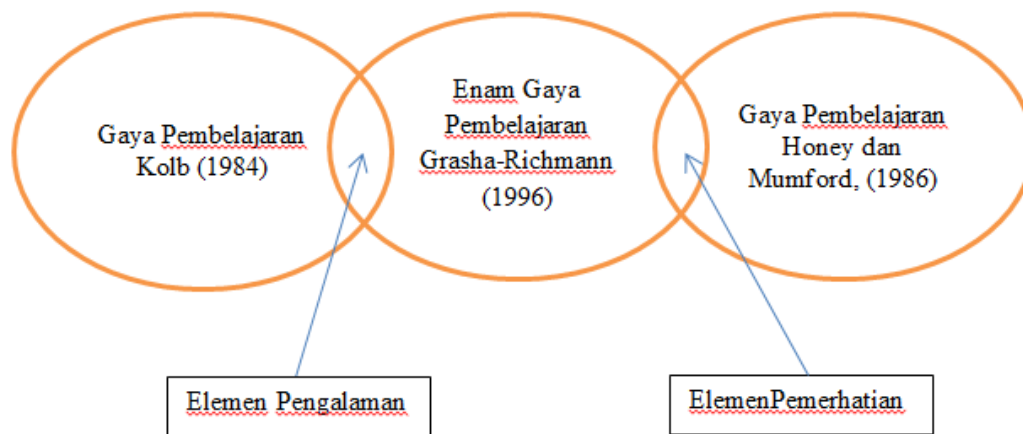 Gaya Pembelajaran
Kolb (1984)
Enam Gaya
Pembelajaran
Grasha-Richmann
(1996)
Gaya Pembelajaran
Honey dan
Mumford, (1986)
Elemen Pengalaman
ElemenPemerhatian